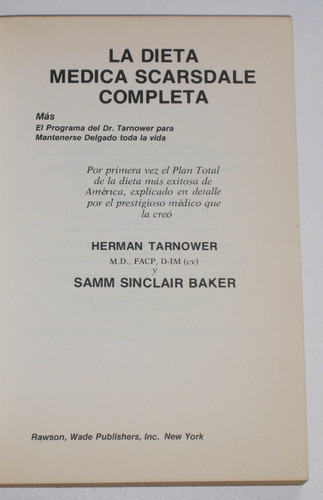 LA DIETA
MEDICA SCARSDALE
COMPLETA
Más
El Programa del Dr. Tarnower para
Mantenerse Delgado toda la vida
Por primera vez el Plan Total
de la dieta más exitosa de
América, explicado en detalle
por el prestigioso médico que
la creó
HERMAN TARNOWER
M.D., FACP, D-IM (cv)
y
SAMM SINCLAIR BAKER
Rawson, Wade Publishers, Inc. New York